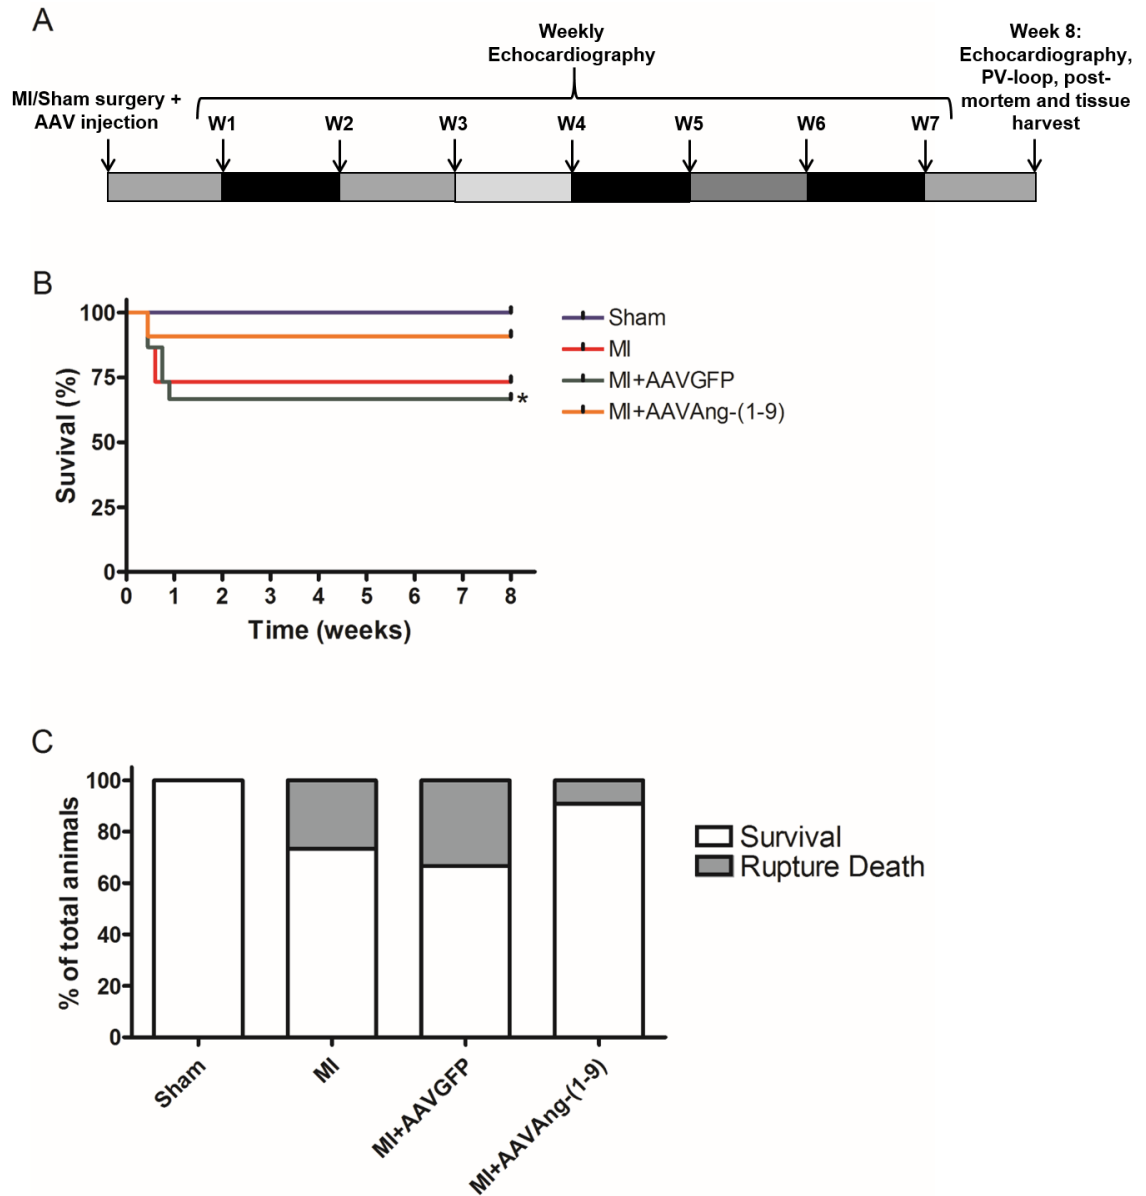 A
Weekly
Echocardiography
Week 8:
Echocardiography,
PV-loop, post-
mortem and tissue
harvest
MI/Sham surgery +
AAV injection
W1 W2 W3 W4 W5 W6 W7
B
Suvival (%)
100
75
50
25
0
0 1 2 3 4 5 6 7 8
Time (weeks)
*
Sham
MI
MI+AAVGFP
MI+AAVAng-(1-9)
C
% of total animals
100
80
60
40
20
0
Sham
MI
MI+AAVGFP
MI+AAVAng-(1-9)
Survival
Rupture Death